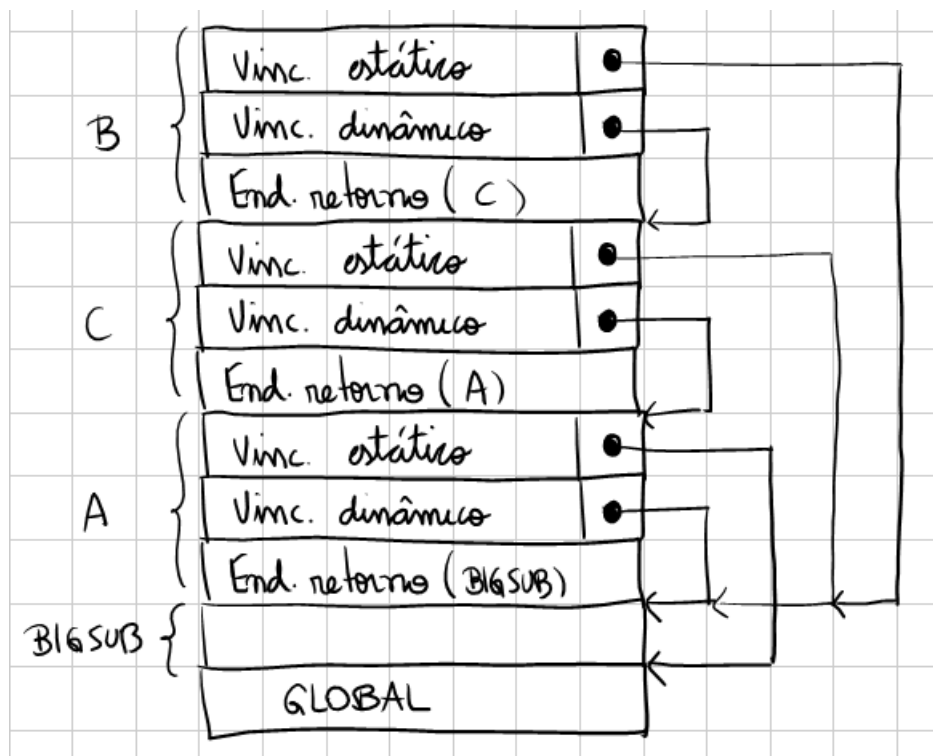 Vinc. estático
B
Vinc. dinâmico
End. retorno ( C )
Vinc. estático
C
Vinc. dinâmico
End. retorno ( A )
Vinc. estático
A
Vinc. dinâmico
End. retorno ( BIGSUB )
BIGSUB
GLOBAL